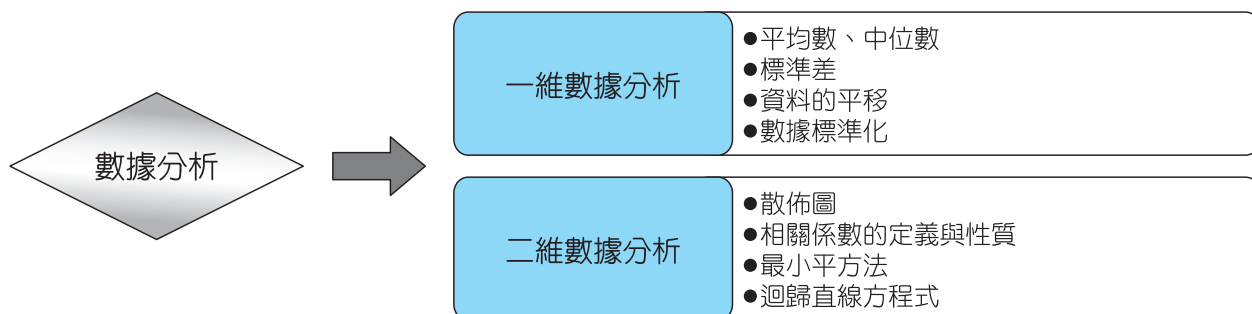 數據分析
一維數據分析
●平均數、中位數
●標準差
●資料的平移
●數據標準化
二維數據分析
●散佈圖
●相關係數的定義與性質
●最小平方法
●迴歸直線方程式